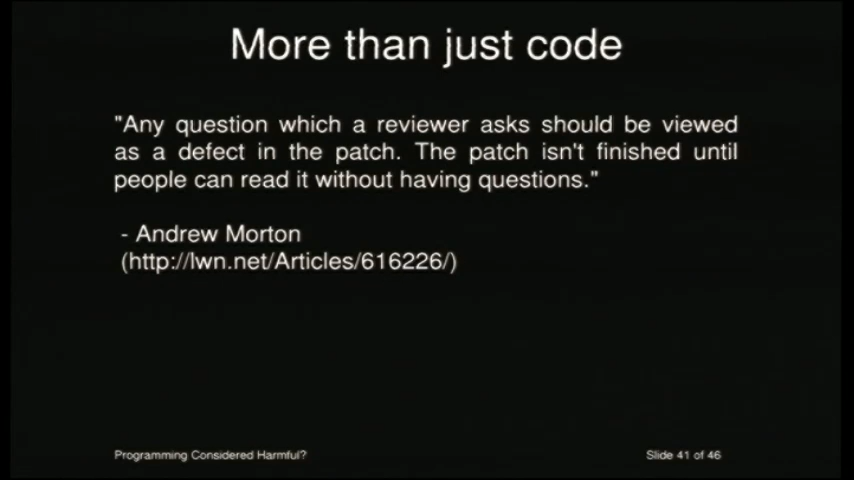 More than just code
"Any question which a reviewer asks should be viewed
as a defect in the patch. The patch isn't finished until
people can read it without having questions."
- Andrew Morton
(http://lwn.net/Articles/616226/)
Programming Considered Harmful?
Slide 41 of 46